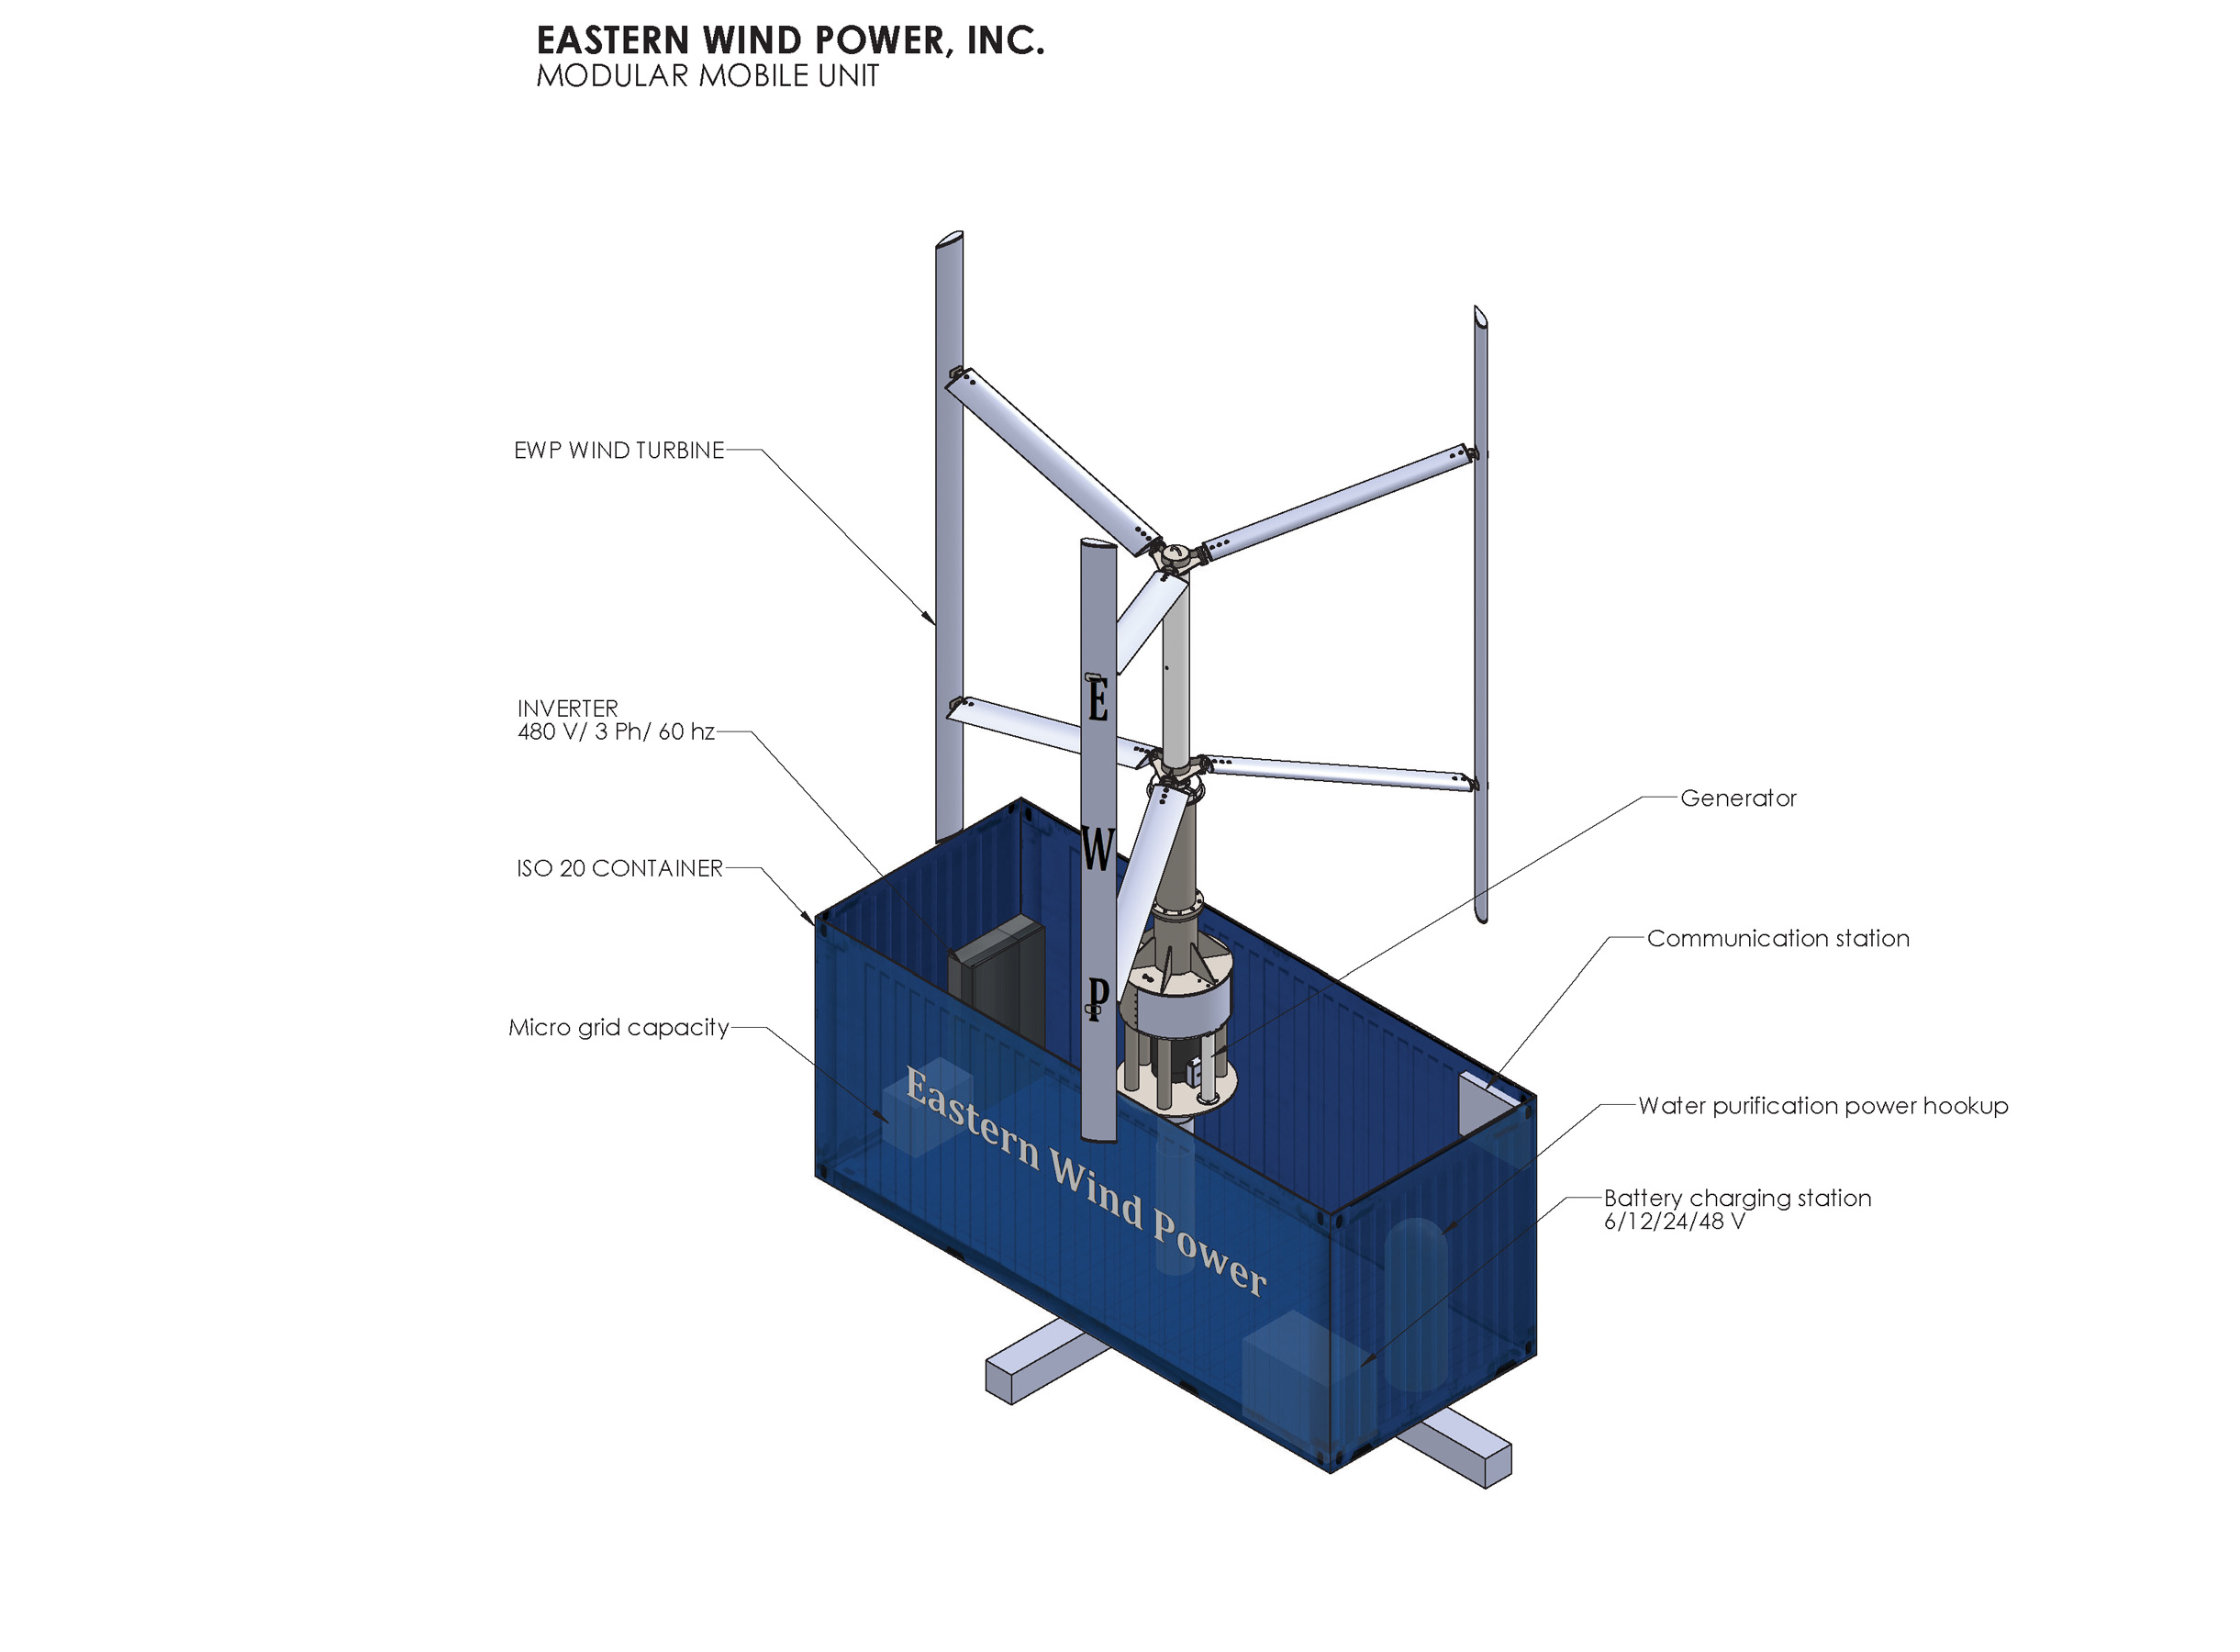 EASTERN WIND POWER, INC.
MODULAR MOBILE UNIT
EWP WIND TURBINE
INVERTER
480 V/ 3 Ph/ 60 hz
ISO 20 CONTAINER
Micro grid capacity
E
W
P
Eastern Wind Power
Generator
Communication station
Water purification power hookup
Battery charging station
6/12/24/48 V